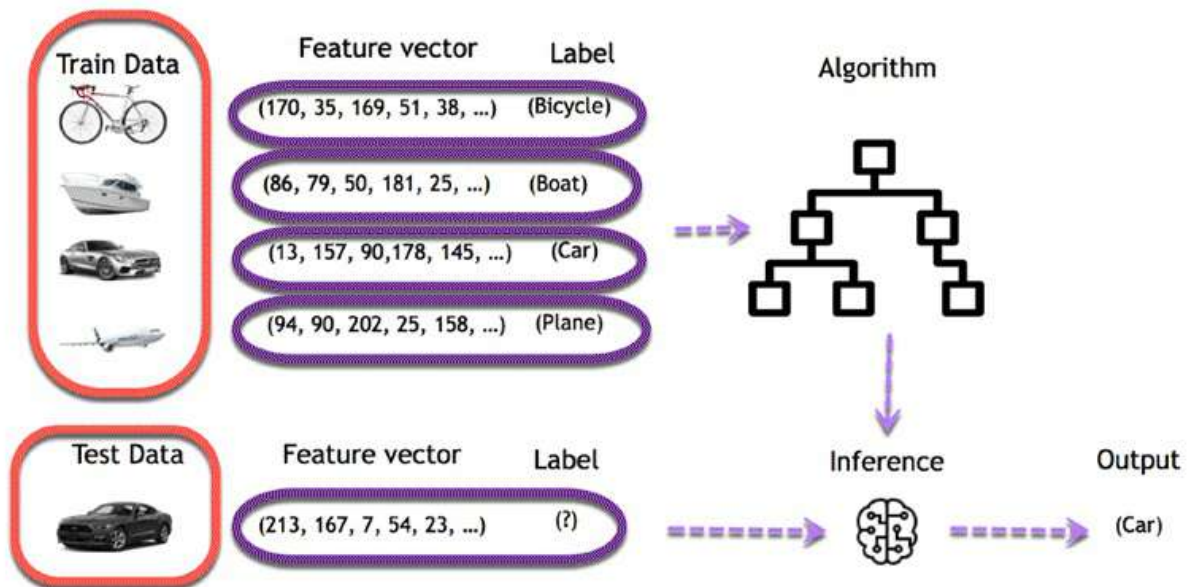 Train Data
Feature vector
Label
Algorithm
(170, 35, 169, 51, 38, ...)
(Bicycle)
(86, 79, 50, 181, 25, ...)
(Boat)
(13, 157, 90,178, 145, ...)
(Car)
(94, 90, 202, 25, 158, ...)
(Plane)
Test Data
Feature vector
Label
Inference
Output
(213, 167, 7, 54, 23, ...)
(?)
(Car)